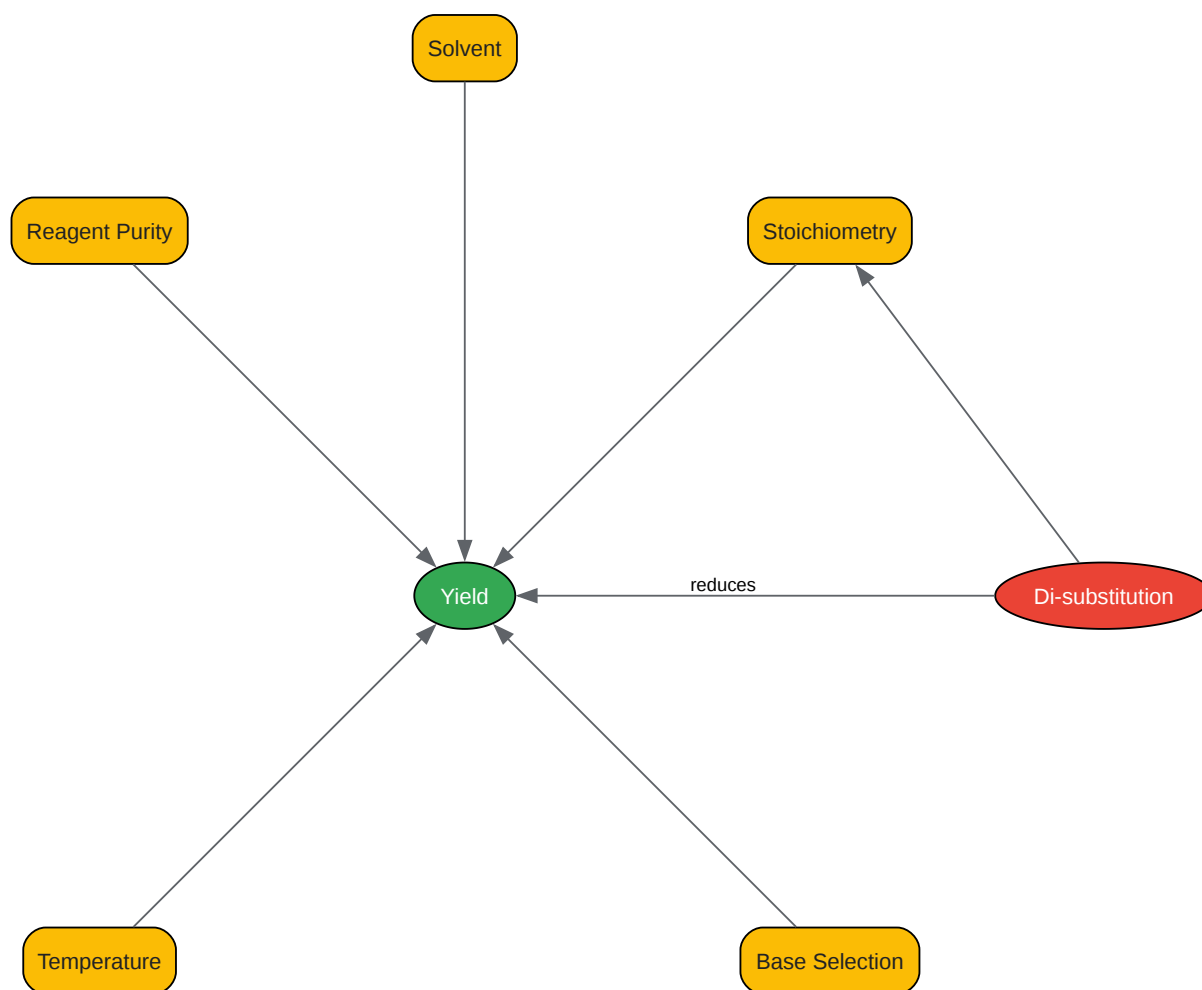 Solvent
Reagent Purity
Stoichiometry
reduces
Yield
Di-substitution
Temperature
Base Selection